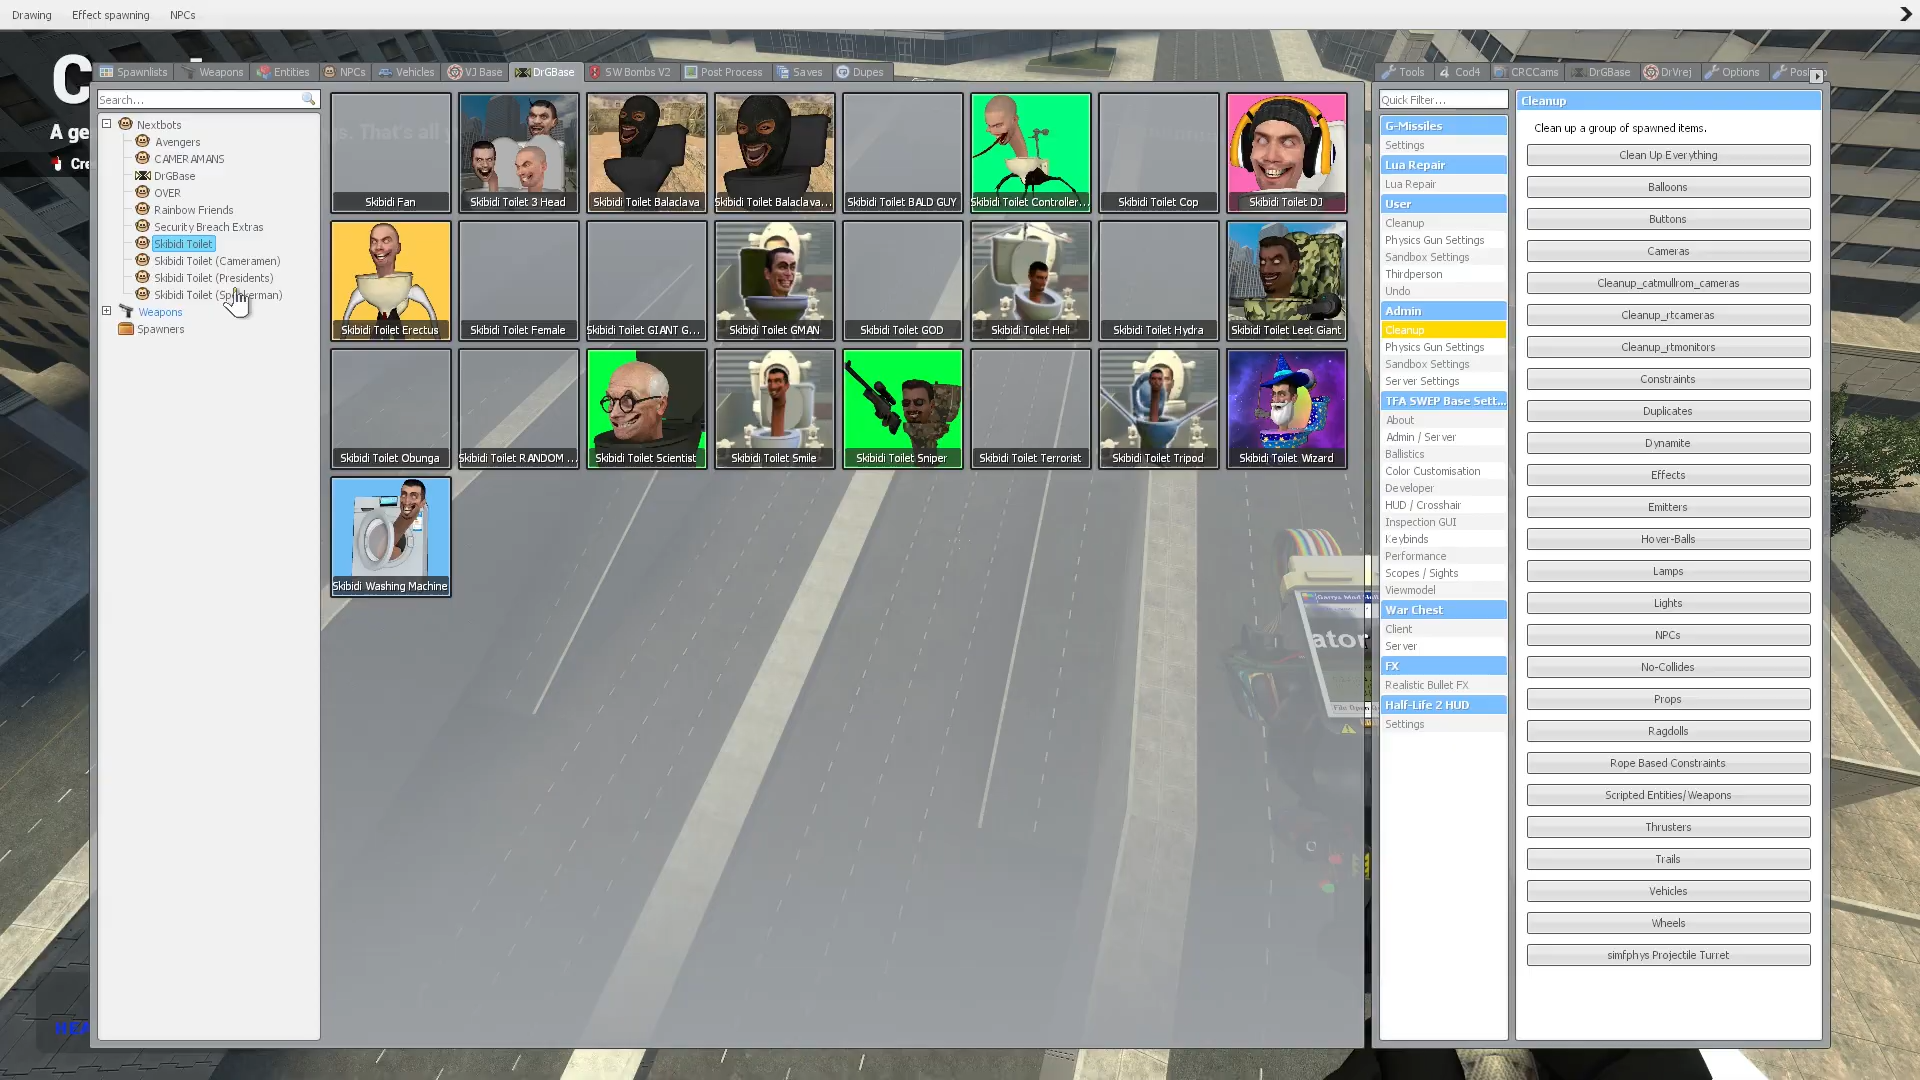 Drawing Effect spawning NPCs
C
A ge
Cre
Spawnlists Weapons Entities NPCs Vehicles VJ Base DrGBase SW Bombs V2 Post Process Saves Dupes
Search...
Nextbots
Avengers
CAMERAMANS
DrGBase
OVER
Rainbow Friends
Security Breach Extras
Skibidi Toilet
Skibidi Toilet (Cameramen)
Skibidi Toilet (Presidents)
Skibidi Toilet (Sp kerman)
Weapons
Spawners
gs. That's all y
Skibidi Fan
Skibidi Toilet 3 Head
Skibidi Toilet Balaclava
Skibidi Toilet Balaclava...
Skibidi Toilet BALD GUY
Skibidi Toilet Controller...
Skibidi Toilet Cop
Skibidi Toilet DJ
Skibidi Toilet Erectus
Skibidi Toilet Female
Skibidi Toilet GIANT G...
Skibidi Toilet GMAN
Skibidi Toilet GOD
Skibidi Toilet Heli
Skibidi Toilet Hydra
Skibidi Toilet Leet Giant
Skibidi Toilet Obunga
Skibidi Toilet RANDOM ...
Skibidi Toilet Scientist
Skibidi Toilet Smile
Skibidi Toilet Sniper
Skibidi Toilet Terrorist
Skibidi Toilet Tripod
Skibidi Toilet Wizard
Skibidi Washing Machine
ator
HEA
Tools Cod4 CRCCams DrGBase DrVrej Options
Quick Filter...
G-Missiles
Settings
Lua Repair
Lua Repair
User
Cleanup
Physics Gun Settings
Sandbox Settings
Thirdperson
Undo
Admin
Cleanup
Physics Gun Settings
Sandbox Settings
Server Settings
TFA SWEP Base Sett...
About
Admin / Server
Ballistics
Color Customisation
Developer
HUD / Crosshair
Inspection GUI
Keybinds
Performance
Scopes / Sights
Viewmodel
War Chest
Client
Server
FX
Realistic Bullet FX
Half-Life 2 HUD
Settings
Cleanup
Clean up a group of spawned items.
Clean Up Everything
Balloons
Buttons
Cameras
Cleanup_catmullrom_cameras
Cleanup_rtcameras
Cleanup_rtmonitors
Constraints
Duplicates
Dynamite
Effects
Emitters
Hover-Balls
Lamps
Lights
NPCs
No-Collides
Props
Ragdolls
Rope Based Constraints
Scripted Entities/Weapons
Thrusters
Trails
Vehicles
Wheels
simfphys Projectile Turret